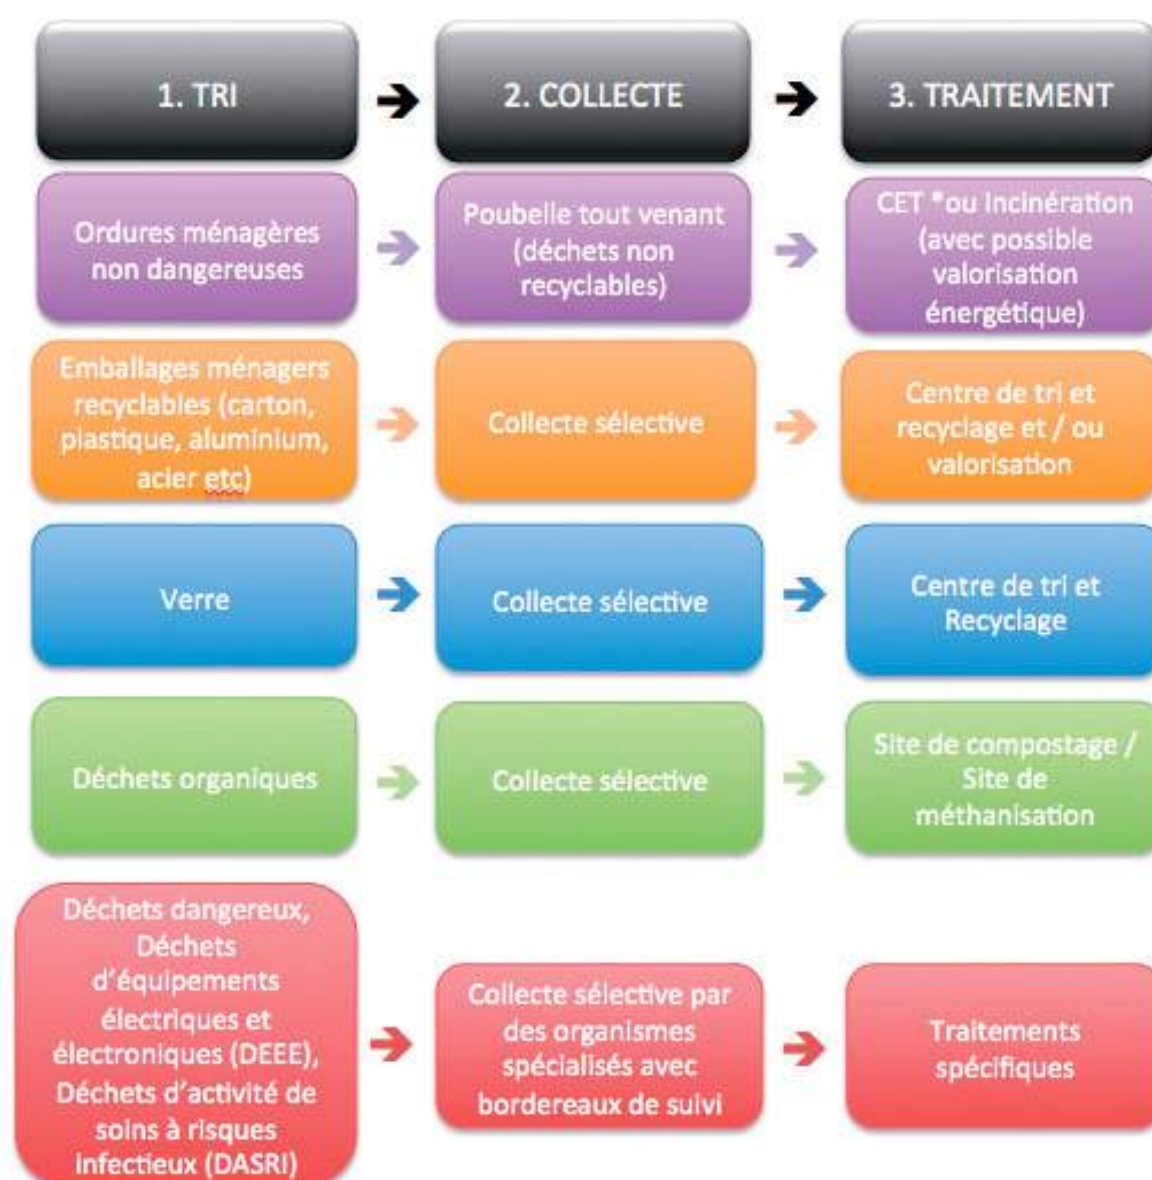 1. TRI
2. COLLECTE
3. TRAITEMENT
Ordures ménagères
non dangereuses
Poubelle tout venant
(déchets non
recyclables)
CET *ou Incinération
(avec possible
valorisation
énergétique)
Emballages ménagers
recyclables (carton,
plastique, aluminium,
acier etc)
Collecte sélective
Centre de tri et
recyclage et / ou
valorisation
Verre
Collecte sélective
Centre de tri et
Recyclage
Déchets organiques
Collecte sélective
Site de compostage /
Site de
méthanisation
Déchets dangereux,
Déchets
d'équipements
électriques et
électroniques (DEEE),
Déchets d'activité de
soins à risques
infectieux (DASRI)
Collecte sélective par
des organismes
spécialisés avec
bordereaux de suivi
Traitements
spécifiques